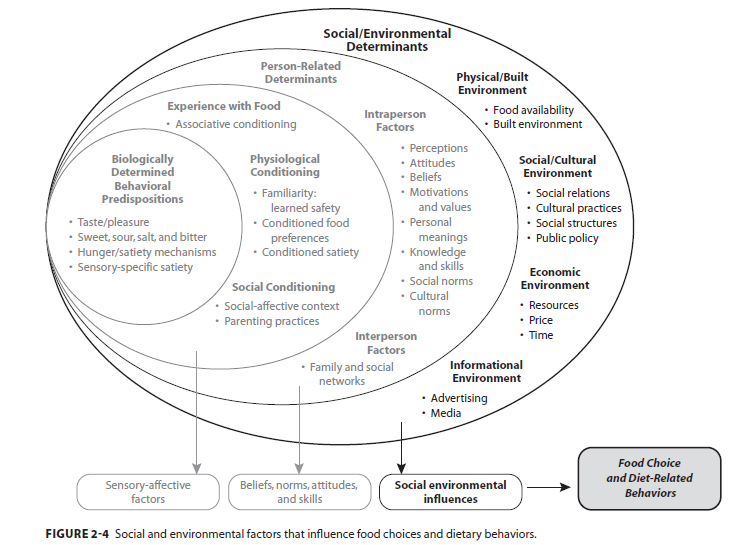 Social/Environmental
Determinants
Person-Related
Determinants
Physical/Built
Environment
• Food availability
• Built environment
Experience with Food
• Associative conditioning
Intraperson
Factors
• Perceptions
• Attitudes
• Beliefs
• Motivations
and values
• Personal
meanings
• Knowledge
and skills
• Social norms
• Cultural
norms
Biologically
Determined
Behavioral
Predispositions
• Taste/pleasure
• Sweet, sour, salt, and bitter
• Hunger/satiety mechanisms
• Sensory-specific satiety
Physiological
Conditioning
• Familiarity:
learned safety
• Conditioned food
preferences
• Conditioned satiety
Social/Cultural
Environment
• Social relations
• Cultural practices
• Social structures
• Public policy
Social Conditioning
• Social-affective context
• Parenting practices
Economic
Environment
• Resources
• Price
• Time
Interperson
Factors
• Family and social
networks
Informational
Environment
• Advertising
• Media
Sensory-affective
factors
Beliefs, norms, attitudes,
and skills
Social environmental
influences
Food Choice
and Diet-Related
Behaviors
FIGURE 2-4 Social and environmental factors that influence food choices and dietary behaviors.